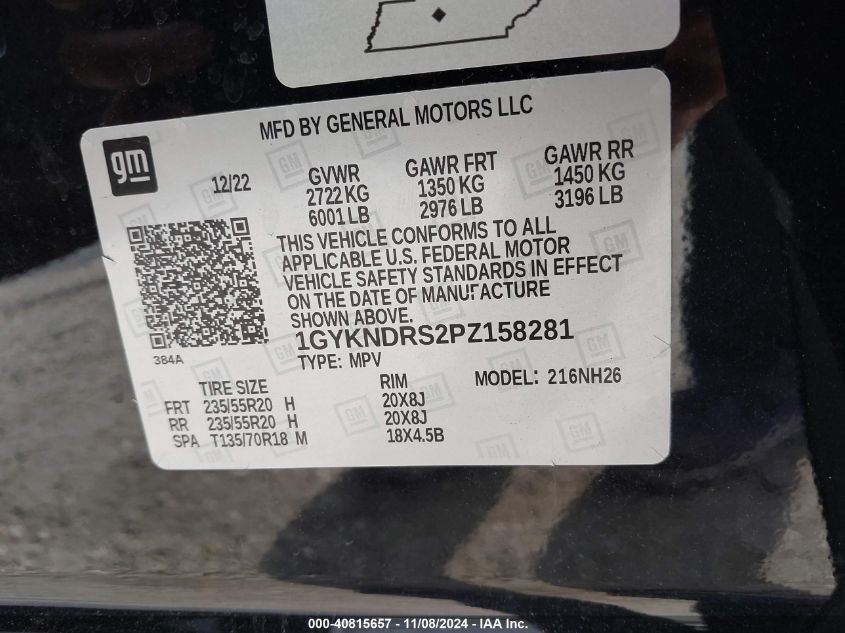 MFD BY GENERAL MOTORS LLC
gm
12/22
GVWR GAWR FRT GAWR RR
2722 KG 1350 KG 1450 KG
6001 LB 2976 LB 3196 LB
THIS VEHICLE CONFORMS TO ALL
APPLICABLE U.S. FEDERAL MOTOR
VEHICLE SAFETY STANDARDS IN EFFECT
ON THE DATE OF MANUFACTURE
SHOWN ABOVE.
1GYKNDRS2PZ158281
384A
TYPE: MPV
MODEL: 216NH26
TIRE SIZE RIM
FRT 235/55R20 H 20X8J
RR 235/55R20 H 20X8J
SPA T135/70R18 M 18X4.5B
000-40815657 - 11/08/2024 - IAA Inc.